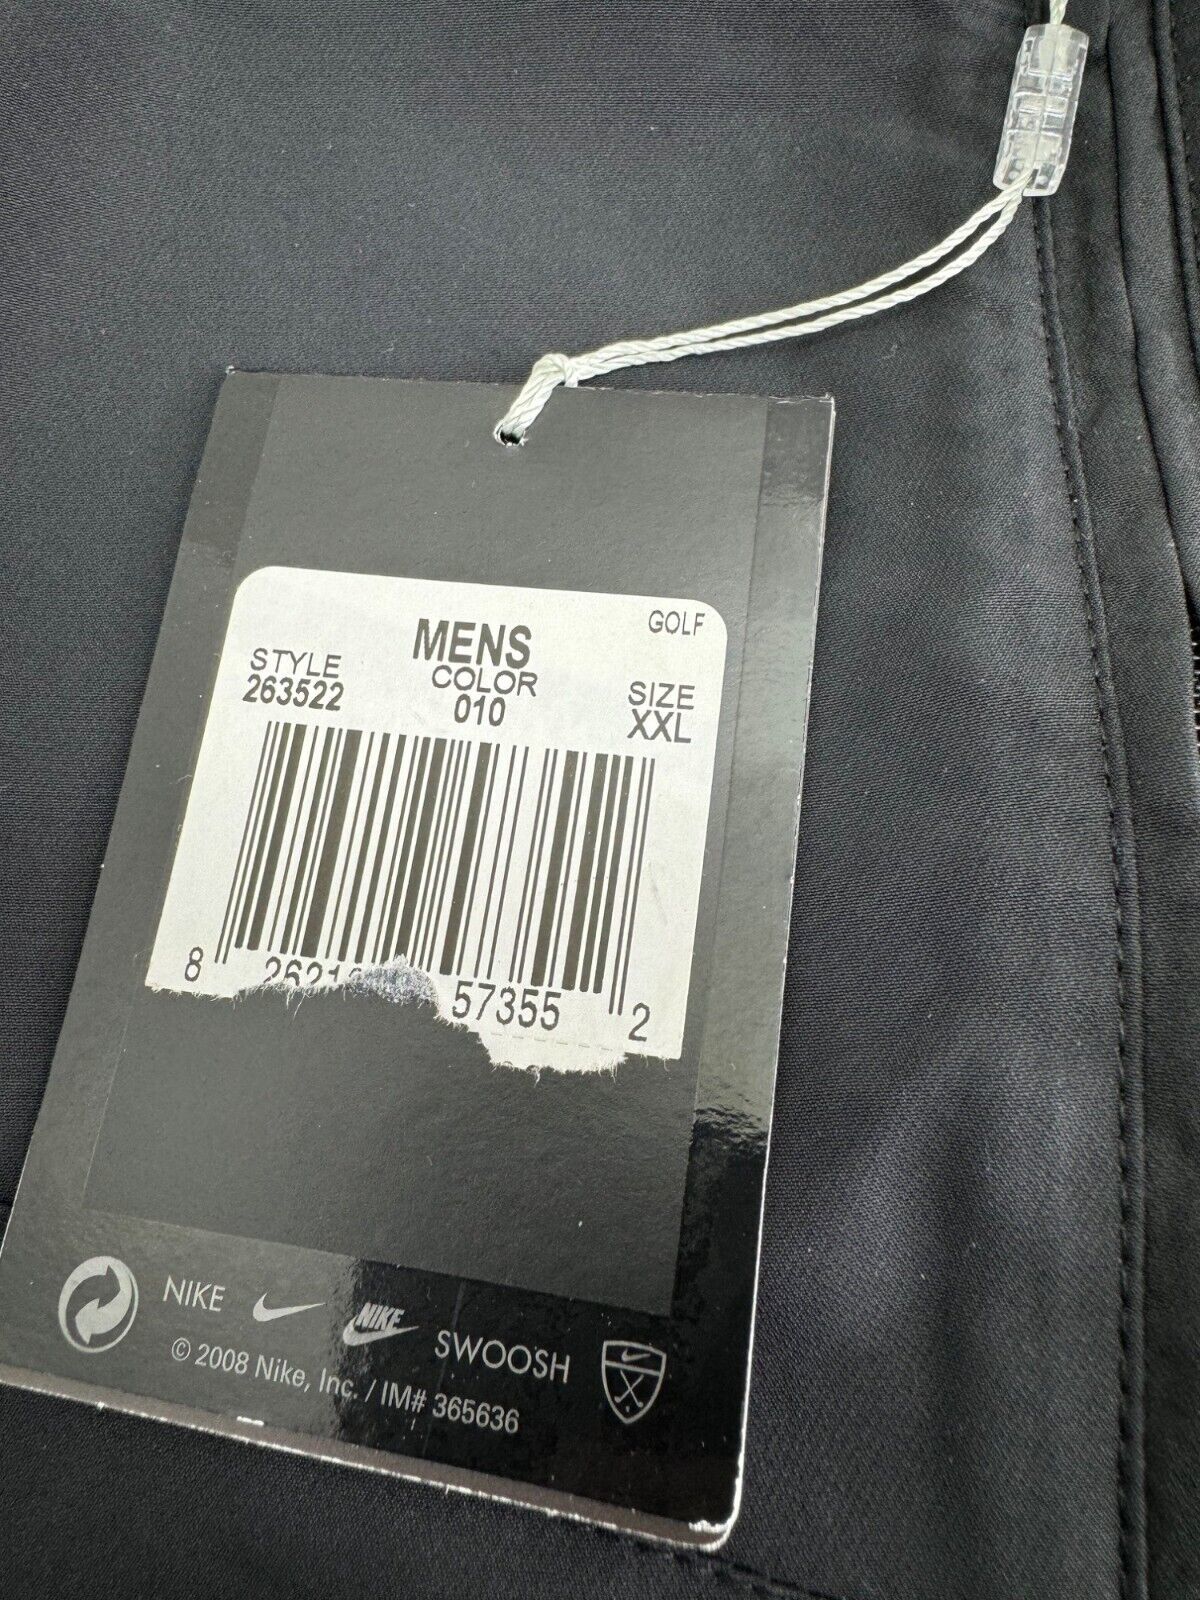 GOLF
MENS
STYLE COLOR SIZE
263522 010 XXL
8 57355 2
NIKE NIKE SWOOSH
© 2008 Nike, Inc. / IM# 365636